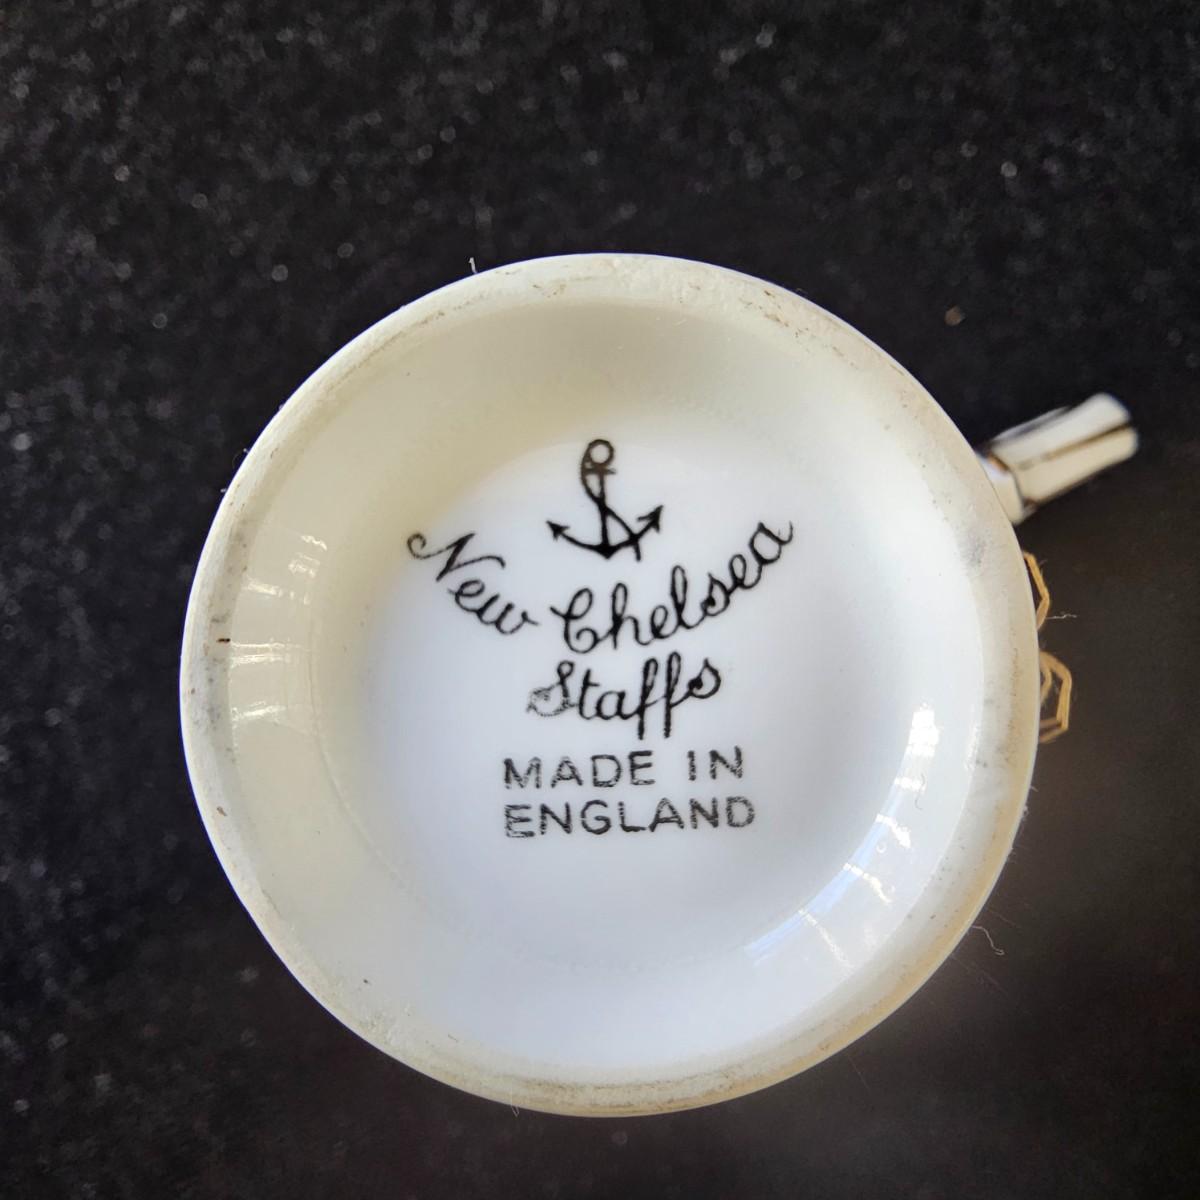 New Chelsea
Staffs
MADE IN
ENGLAND